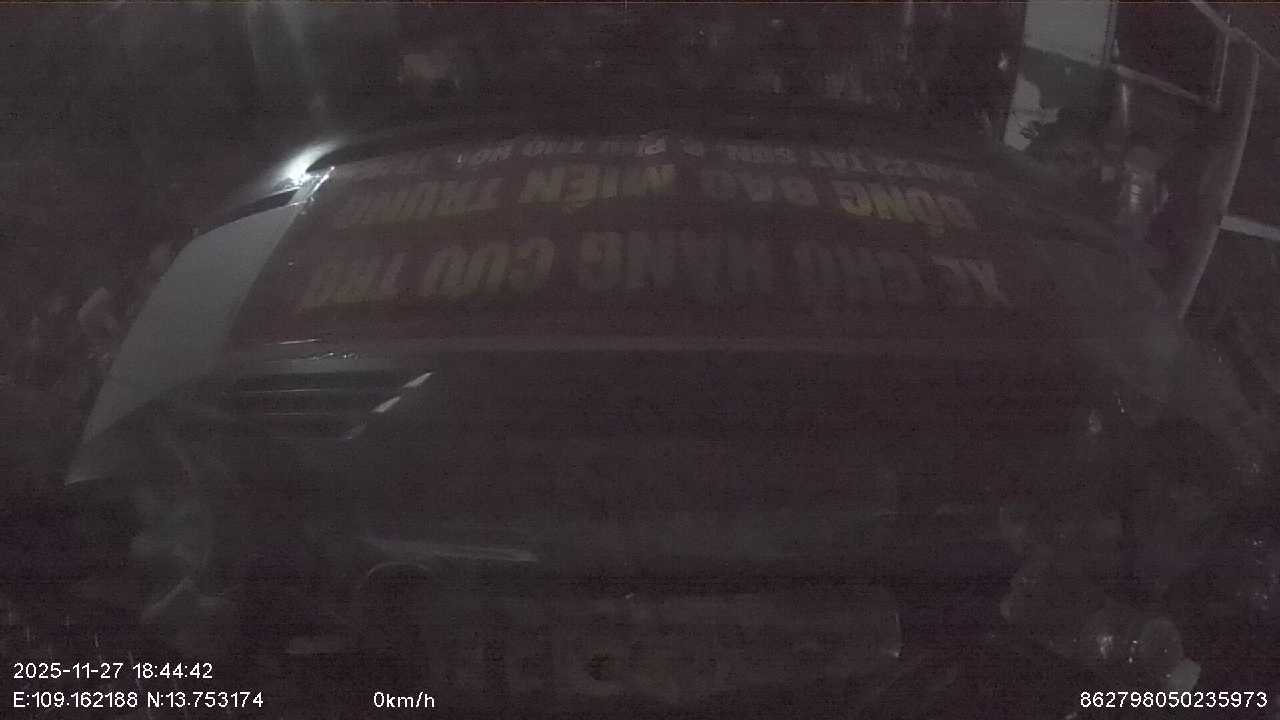 XE CHỞ HÀNG CỨU TRỢ
ĐỒNG BÀO MIỀN TRUNG
2025-11-27 18:44:42
E:109.162188 N:13.753174
0km/h
862798050235973